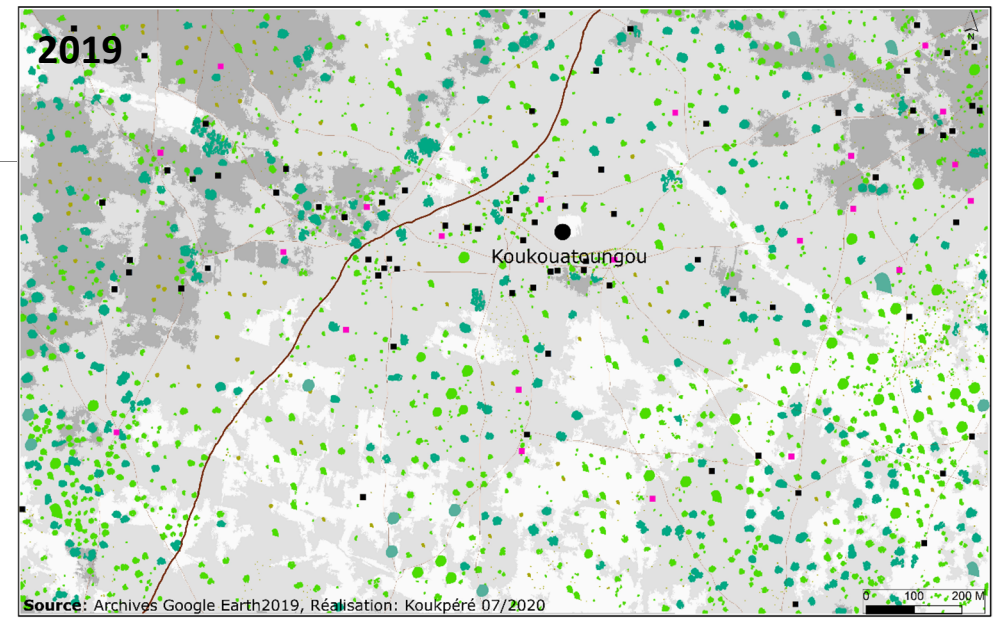 2019
N
Koukouatoungou
Source: Archives Google Earth2019, Réalisation: Koukpéré 07/2020
0 100 200 M